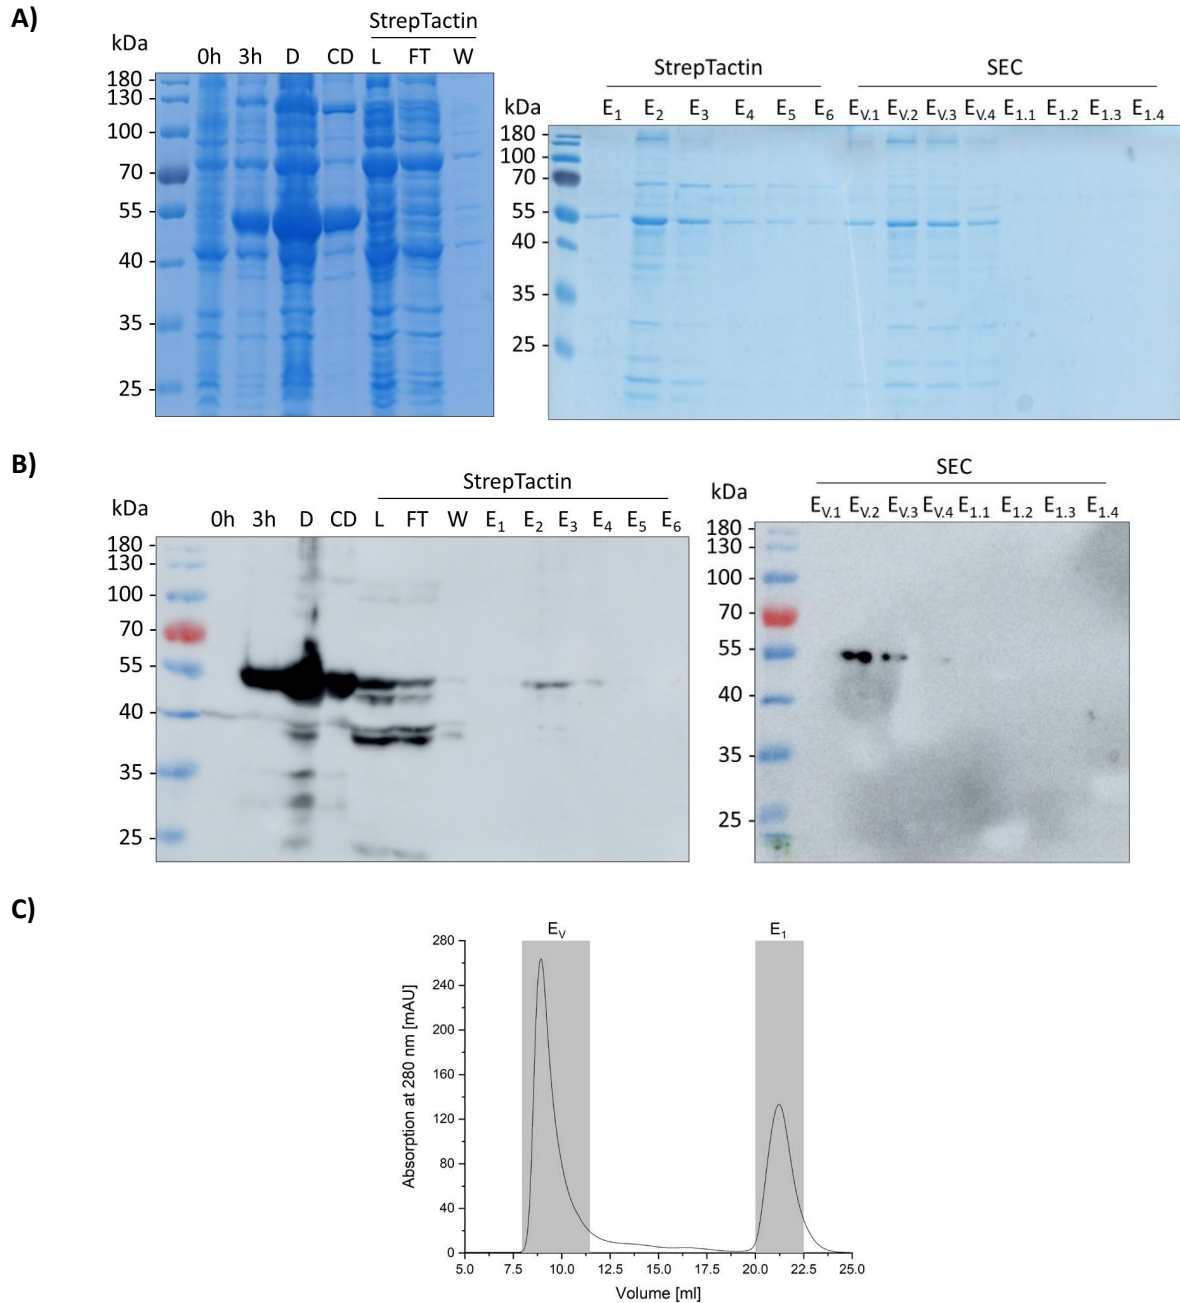 A)
StrepTactin
kDa 0h 3h D CD L FT W
180
130
100
70
55
40
35
25
StrepTactin SEC
kDa E1 E2 E3 E4 E5 E6 EV.1 EV.2 EV.3 EV.4 E1.1 E1.2 E1.3 E1.4
180
100
70
55
40
35
25
B)
StrepTactin
kDa 0h 3h D CD L FT W E1 E2 E3 E4 E5 E6
180
130
100
70
55
40
35
25
SEC
kDa EV.1 EV.2 EV.3 EV.4 E1.1 E1.2 E1.3 E1.4
180
130
100
70
55
40
35
25
C)
EV E1
280
240
200
160
120
80
40
0
Absorption at 280 nm [mAU]
5.0 7.5 10.0 12.5 15.0 17.5 20.0 22.5 25.0
Volume [ml]